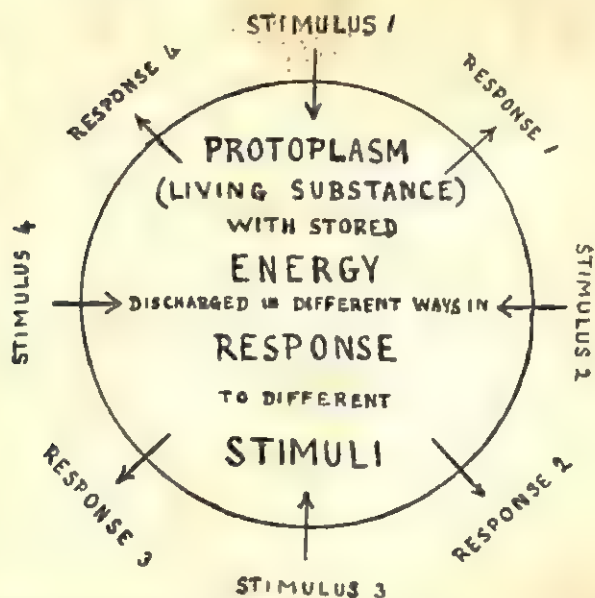 STIMULUS 1
RESPONSE 4
RESPONSE 1
PROTOPLASM
(LIVING SUBSTANCE)
WITH STORED
ENERGY
DISCHARGED IN DIFFERENT WAYS IN
RESPONSE
TO DIFFERENT
STIMULI
STIMULUS 4
STIMULUS 2
RESPONSE 3
RESPONSE 2
STIMULUS 3